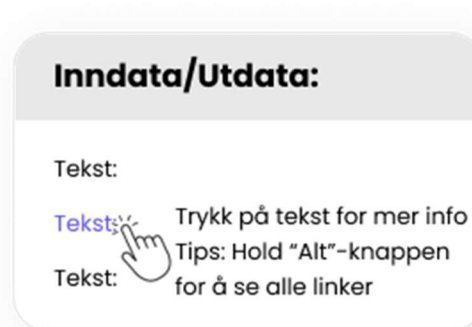 Inndata/Utdata:
Tekst:
Tekst:
Trykk på tekst for mer info
Tips: Hold “Alt”-knappen
for å se alle linker
Tekst: